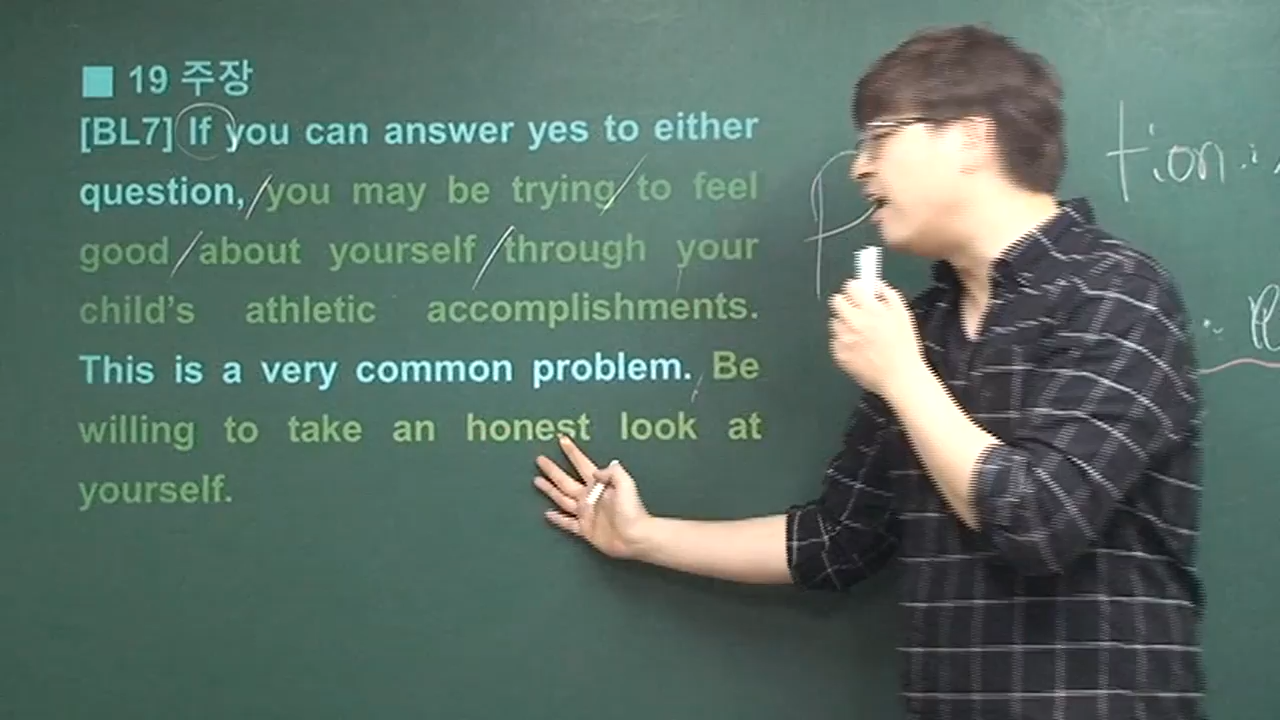 ■ 19 주장
[BL7] If you can answer yes to either
question, you may be trying to feel
good about yourself through your
child's athletic accomplishments.
This is a very common problem. Be
willing to take an honest look at
yourself.
tion